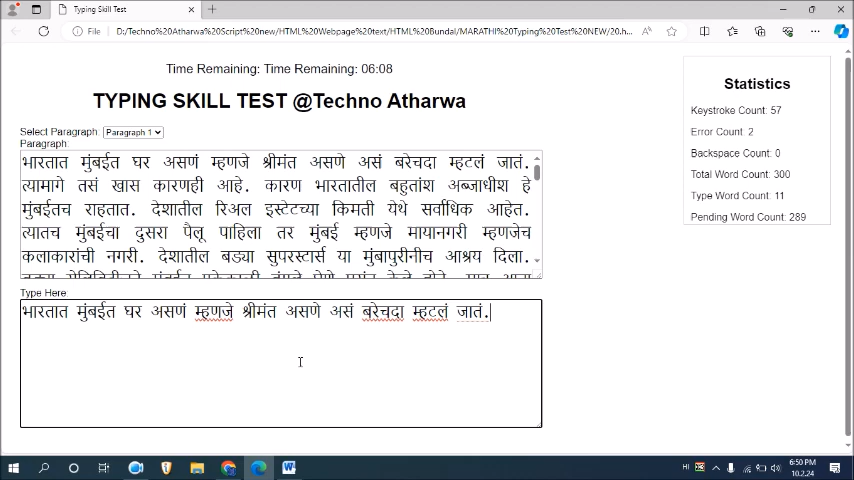 Typing Skill Test
File | D:/Techno%20Atharwa%20Script%20new/HTML%20Webpage%20text/HTML%20Bundal/MARATHI%20Typing%20Test%20NEW/20.h...
Time Remaining: Time Remaining: 06:08
TYPING SKILL TEST @Techno Atharwa
Select Paragraph: Paragraph 1
Paragraph:
भारतात मुंबईत घर असणं म्हणजे श्रीमंत असणे असं बरेचदा म्हटलं जातं.
त्यामागे तसं खास कारणही आहे. कारण भारतातील बहुतांश अब्जाधीश हे
मुंबईतच राहतात. देशातील रिअल इस्टेटच्या किमती येथे सर्वाधिक आहेत.
त्यातच मुंबईचा दुसरा पैलू पाहिला तर मुंबई म्हणजे मायानगरी म्हणजेच
कलाकारांची नगरी. देशातील बड्या सुपरस्टार्स या मुंबापुरीनीच आश्रय दिला.
Type Here:
भारतात मुंबईत घर असणं म्हणजे श्रीमंत असणे असं बरेचदा म्हटलं जातं.
Statistics
Keystroke Count: 57
Error Count: 2
Backspace Count: 0
Total Word Count: 300
Type Word Count: 11
Pending Word Count: 289
HI
6:50 PM
10.2.24